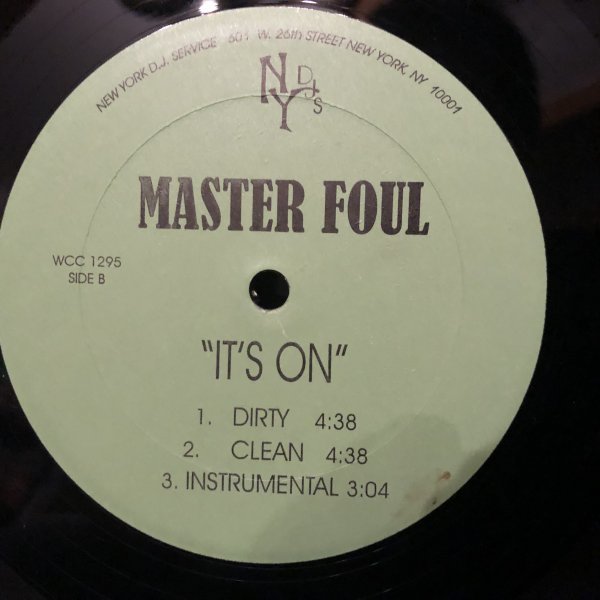 NEW YORK D.J. SERVICE 601 W. 26th STREET NEW YORK, NY 10001
NY DJ'S
MASTER FOUL
WCC 1295
SIDE B
"IT'S ON"
1. DIRTY 4:38
2. CLEAN 4:38
3. INSTRUMENTAL 3:04